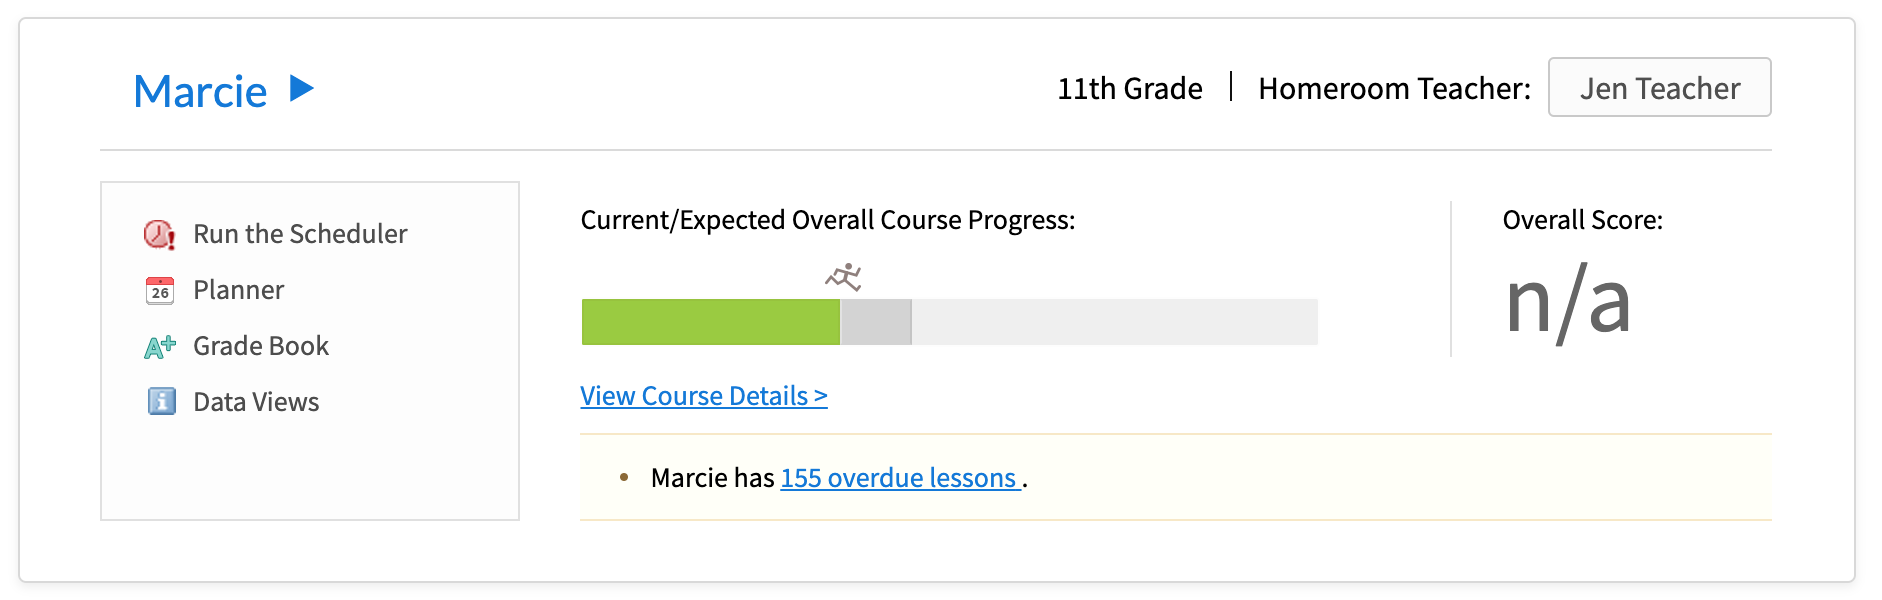 Marcie
11th Grade | Homeroom Teacher: Jen Teacher
Run the Scheduler
26
Planner
A+
Grade Book
i
Data Views
Current/Expected Overall Course Progress:
View Course Details >
Overall Score:
n/a
Marcie has 155 overdue lessons .